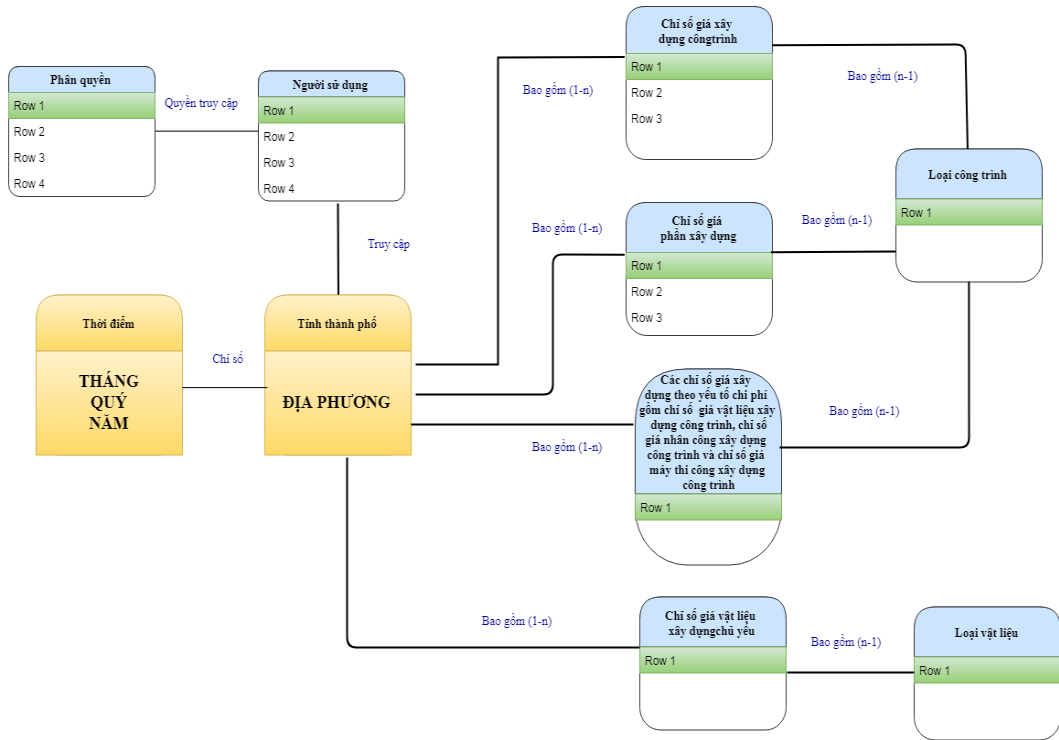 Phân quyền
Row 1
Row 2
Row 3
Row 4
Quyền truy cập
Người sử dụng
Row 1
Row 2
Row 3
Row 4
Truy cập
Thời điểm
THÁNG
QUÝ
NĂM
Chỉ số
Tỉnh thành phố
ĐỊA PHƯƠNG
Bao gồm (1-n)
Chỉ số giá xây
dựng côngtrình
Row 1
Row 2
Row 3
Bao gồm (n-1)
Bao gồm (1-n)
Chỉ số giá
phần xây dựng
Row 1
Row 2
Row 3
Bao gồm (n-1)
Loại công trình
Row 1
Bao gồm (1-n)
Các chỉ số giá xây
dựng theo yếu tố chi phí
gồm chỉ số giá vật liệu xây
dựng công trình, chỉ số
giá nhân công xây dựng
công trình và chỉ số giá
máy thi công xây dựng
công trình
Row 1
Bao gồm (n-1)
Bao gồm (1-n)
Chỉ số giá vật liệu
xây dựngchủ yếu
Row 1
Bao gồm (n-1)
Loại vật liệu
Row 1